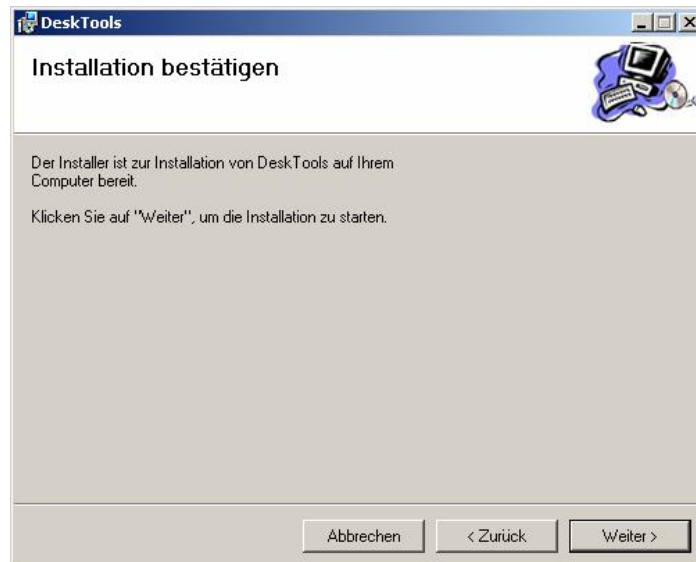 DeskTools
Installation bestätigen
Der Installer ist zur Installation von DeskTools auf Ihrem
Computer bereit.
Klicken Sie auf "Weiter", um die Installation zu starten.
Abbrechen
< Zurück
Weiter >